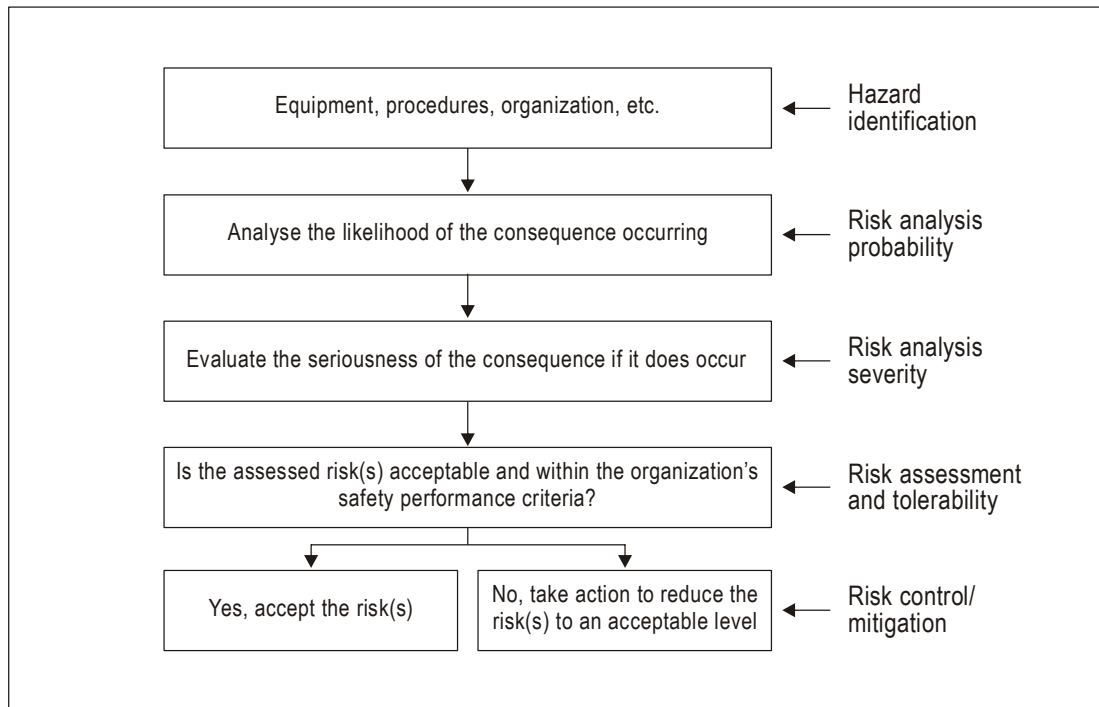 Equipment, procedures, organization, etc.
Hazard
identification
Analyse the likelihood of the consequence occurring
Risk analysis
probability
Evaluate the seriousness of the consequence if it does occur
Risk analysis
severity
Is the assessed risk(s) acceptable and within the organization’s
safety performance criteria?
Risk assessment
and tolerability
Yes, accept the risk(s)
No, take action to reduce the
risk(s) to an acceptable level
Risk control/
mitigation